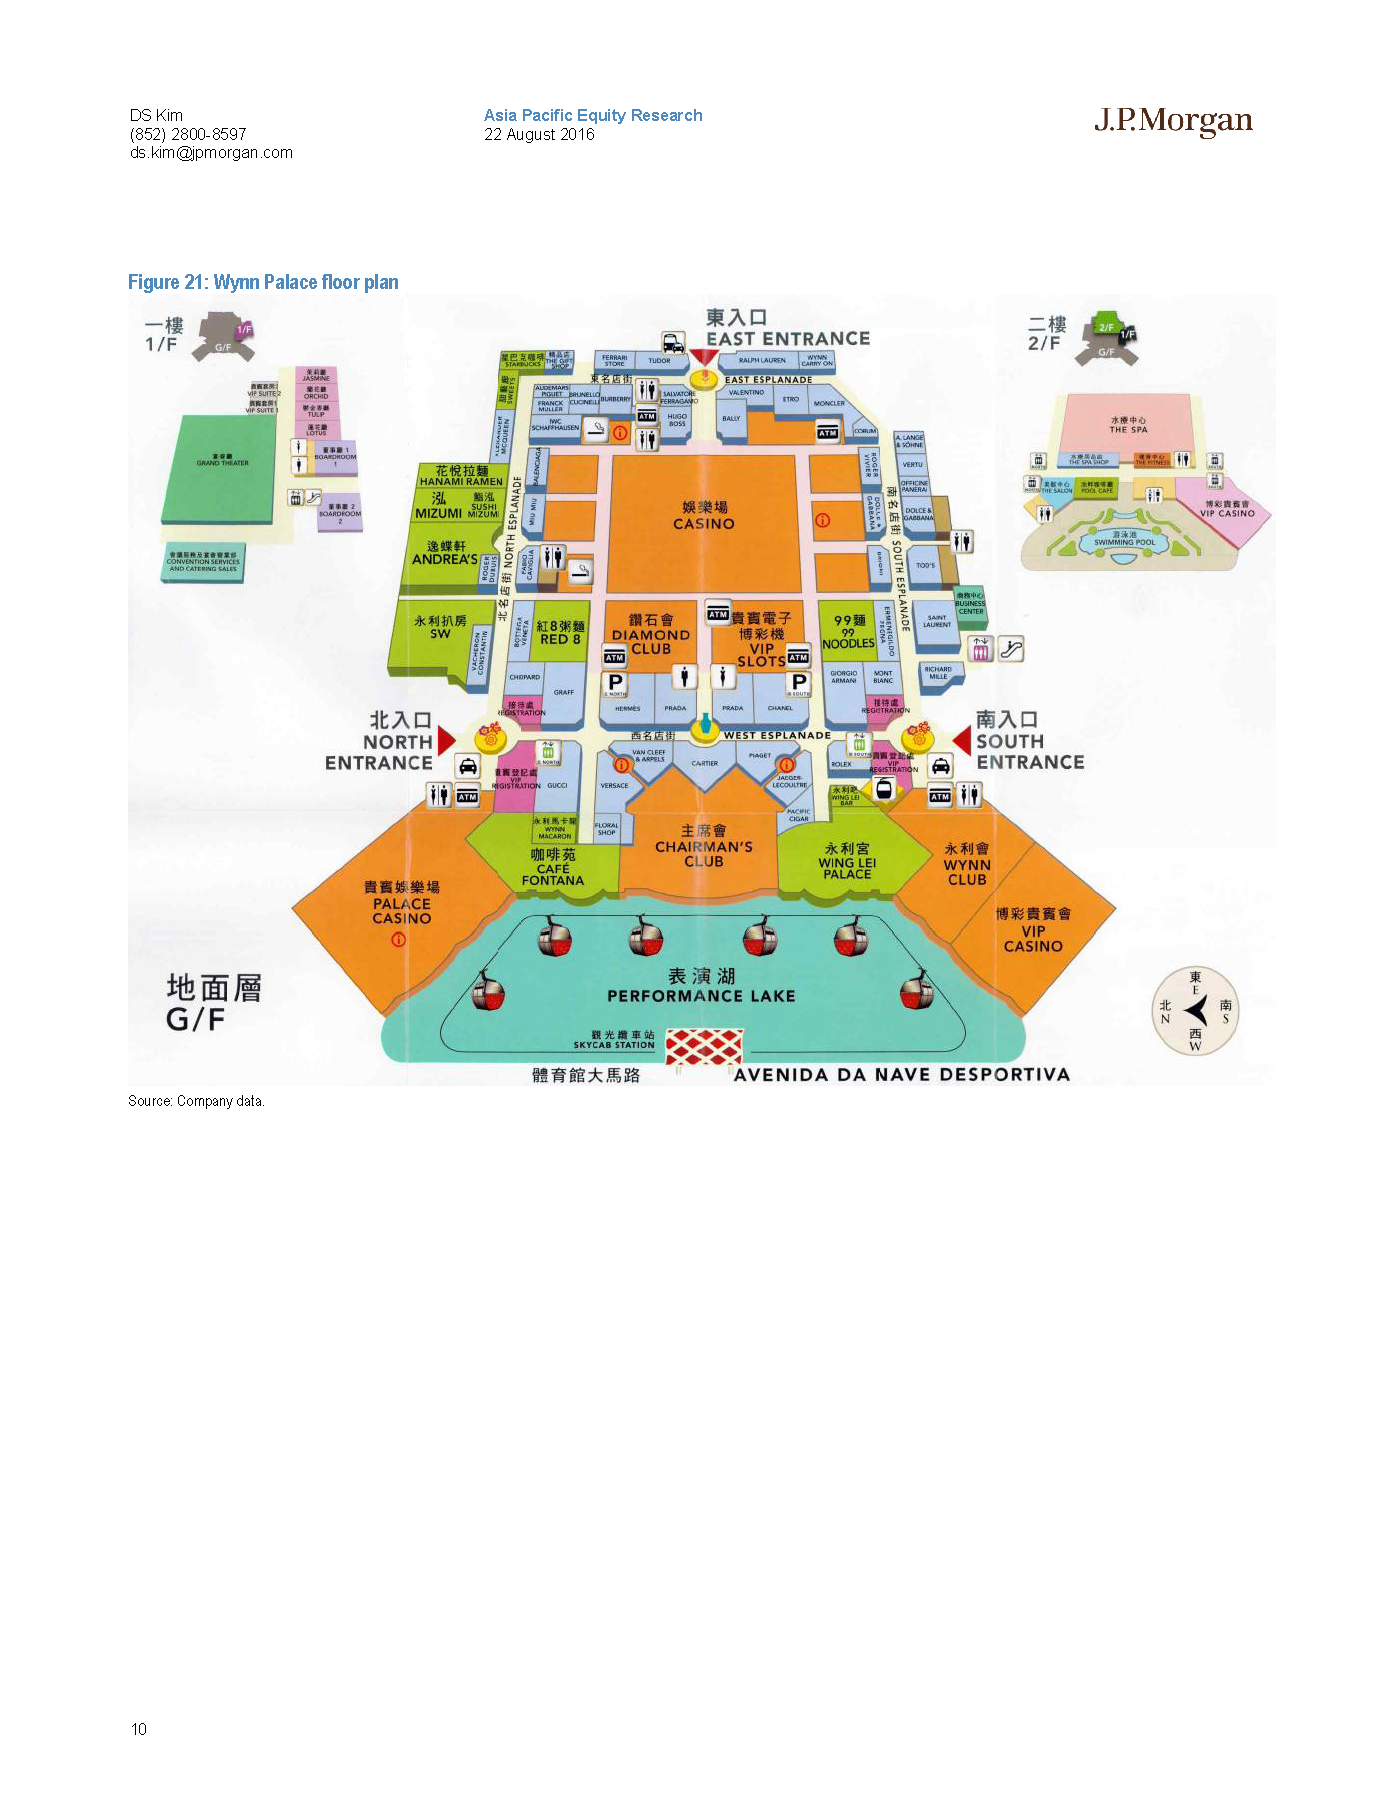 DS Kim
(852) 2800-8597
ds.kim@jpmorgan.com
Asia Pacific Equity Research
22 August 2016
J.P.Morgan
Figure 21: Wynn Palace floor plan
一樓
1/F
1/F
G/F
茉莉廳
JASMINE
蘭花廳
ORCHID
鬱金香廳
TULIP
蓮花廳
LOTUS
貴賓套房2
VIP SUITE 2
貴賓套房1
VIP SUITE 1
宴會廳
GRAND THEATER
董事廳 1
BOARDROOM
1
董事廳 2
BOARDROOM
2
會議服務及宴會營業部
CONVENTION SERVICES
AND CATERING SALES
東入口
EAST ENTRANCE
二樓
2/F
2/F
1/F
G/F
水療中心
THE SPA
水療用品店
THE SPA SHOP
健身中心
THE FITNESS
NORTH
SOUTH
NORTH
SOUTH
美髮中心
THE SALON
池畔咖啡廳
POOL CAFÉ
博彩貴賓會
VIP CASINO
游泳池
SWIMMING POOL
星巴克咖啡
STARBUCKS
精品店
THE GIFT
SHOP
FERRARI
STORE
TUDOR
RALPH LAUREN
WYNN
CARRY ON
東名店街
EAST ESPLANADE
甜藝廊
SWEETS
AUDEMARS
PIGUET
BRUNELLO
CUCINELLI
BURBERRY
FRANCK
MULLER
IWC
SCHAFFHAUSEN
ATM
SALVATORE
FERRAGAMO
HUGO
BOSS
VALENTINO
BALLY
ETRO
MONCLER
ATM
CORUM
ALEXANDER
MCQUEEN
BALENCIAGA
MIU MIU
A. LANGE
& SÖHNE
ROGER
VIVIER
VERTU
OFFICINE
PANERAI
DOLCE &
GABBANA
DOLCE &
GABBANA
花悅拉麵
HANAMI RAMEN
泓
MIZUMI
鮨泓
SUSHI
MIZUMI
娛樂場
CASINO
逸蝶軒
ANDREA'S
ROGER
DUBUIS
FABIO
CAVIGLIA
北名店街 NORTH ESPLANADE
南名店街 SOUTH ESPLANADE
BRIONI
TOD'S
商務中心
BUSINESS
CENTER
永利扒房
SW
VACHERON
CONSTANTIN
BOTTEGA
VENETA
紅8粥麵
RED 8
鑽石會
DIAMOND
CLUB
ATM
ATM
貴賓電子
博彩機
VIP
SLOTS
ATM
99麵
99
NOODLES
ERMENEGILDO
ZEGNA
SAINT
LAURENT
CHOPARD
GRAFF
P
NORTH
P
SOUTH
GIORGIO
ARMANI
MONT
BLANC
RICHARD
MILLE
HERMÈS
PRADA
PRADA
CHANEL
接待處
REGISTRATION
接待處
REGISTRATION
北入口
NORTH
ENTRANCE
西名店街
WEST ESPLANADE
南入口
SOUTH
ENTRANCE
NORTH
VAN CLEEF
& ARPELS
CARTIER
PIAGET
SOUTH
ROLEX
貴賓登記處
VIP
REGISTRATION
貴賓登記處
VIP
REGISTRATION
GUCCI
VERSACE
JAEGER-
LECOULTRE
永利吧
WING LEI
BAR
ATM
ATM
PACIFIC
CIGAR
永利馬卡龍
WYNN
MACARON
FLORAL
SHOP
主席會
CHAIRMAN'S
CLUB
咖啡苑
CAFÉ
FONTANA
永利宮
WING LEI
PALACE
永利會
WYNN
CLUB
貴賓娛樂場
PALACE
CASINO
博彩貴賓會
VIP
CASINO
地面層
G/F
表演湖
PERFORMANCE LAKE
觀光纜車站
SKYCAB STATION
體育館大馬路
AVENIDA DA NAVE DESPORTIVA
東
E
北
N
南
S
西
W
Source: Company data.
10